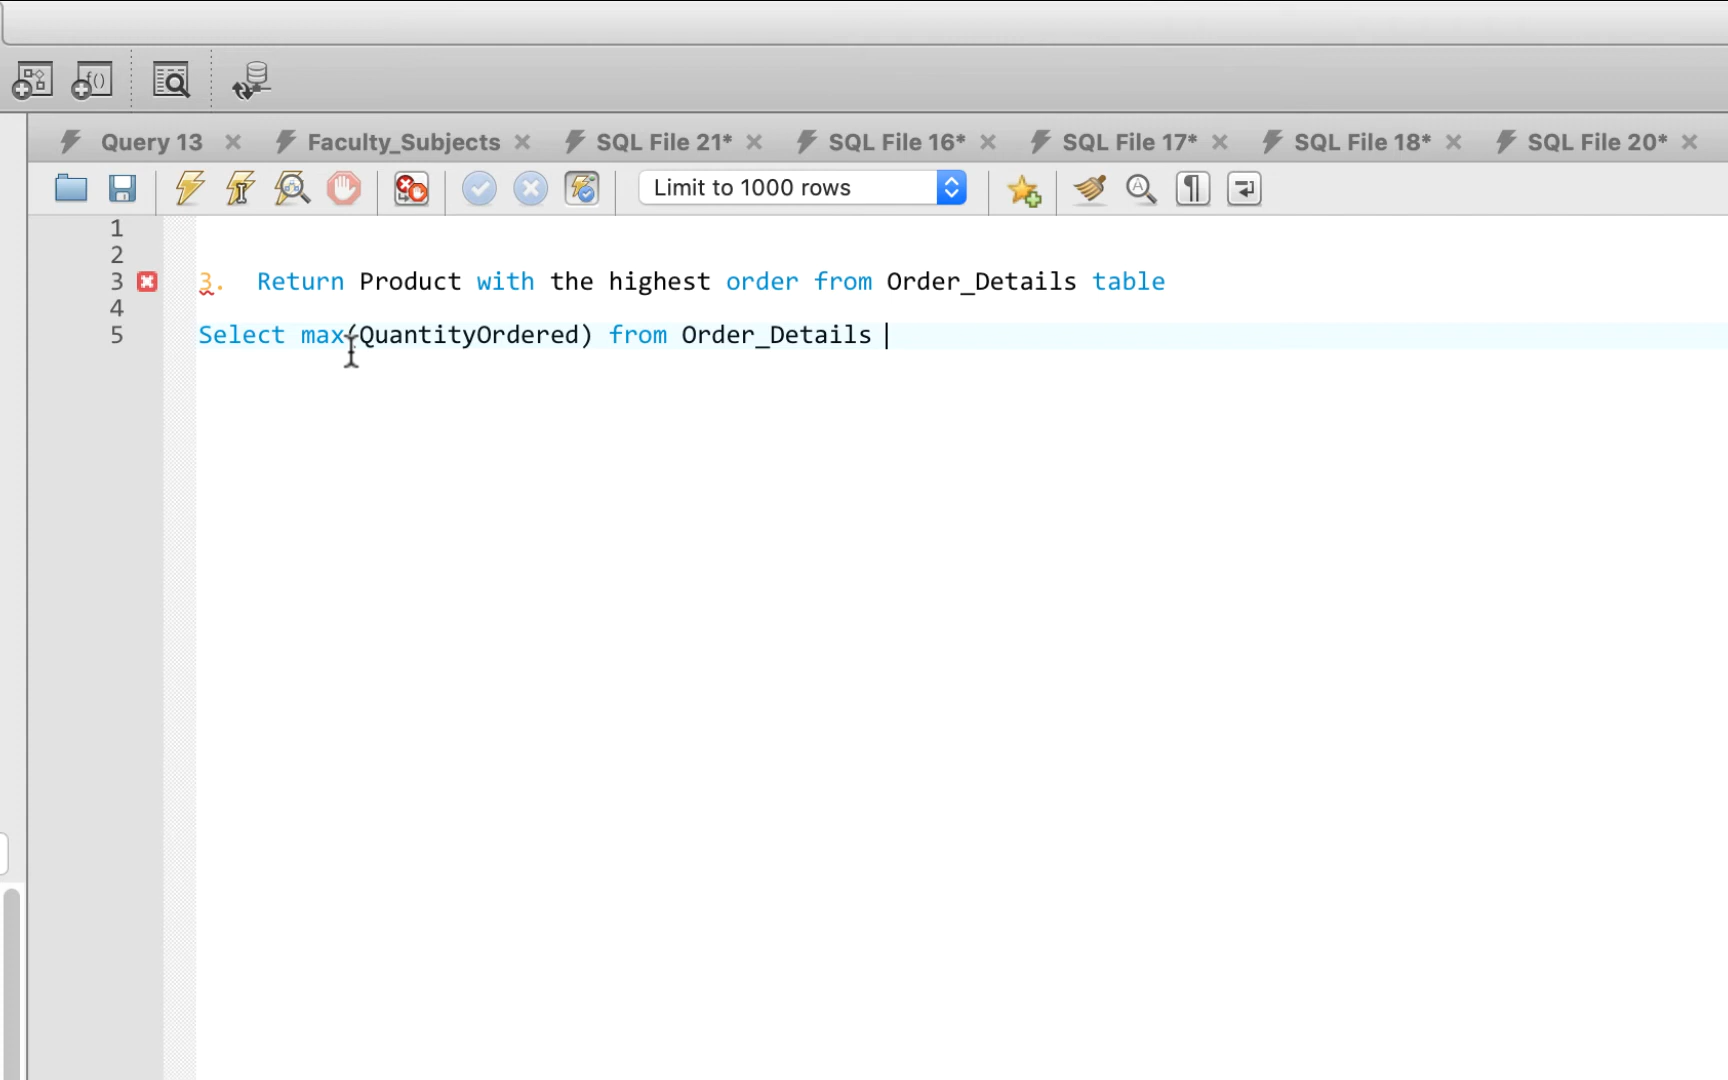 Query 13 Faculty_Subjects SQL File 21* SQL File 16* SQL File 17* SQL File 18* SQL File 20*
Limit to 1000 rows
1
2
3 3. Return Product with the highest order from Order_Details table
4
5 Select max(QuantityOrdered) from Order_Details